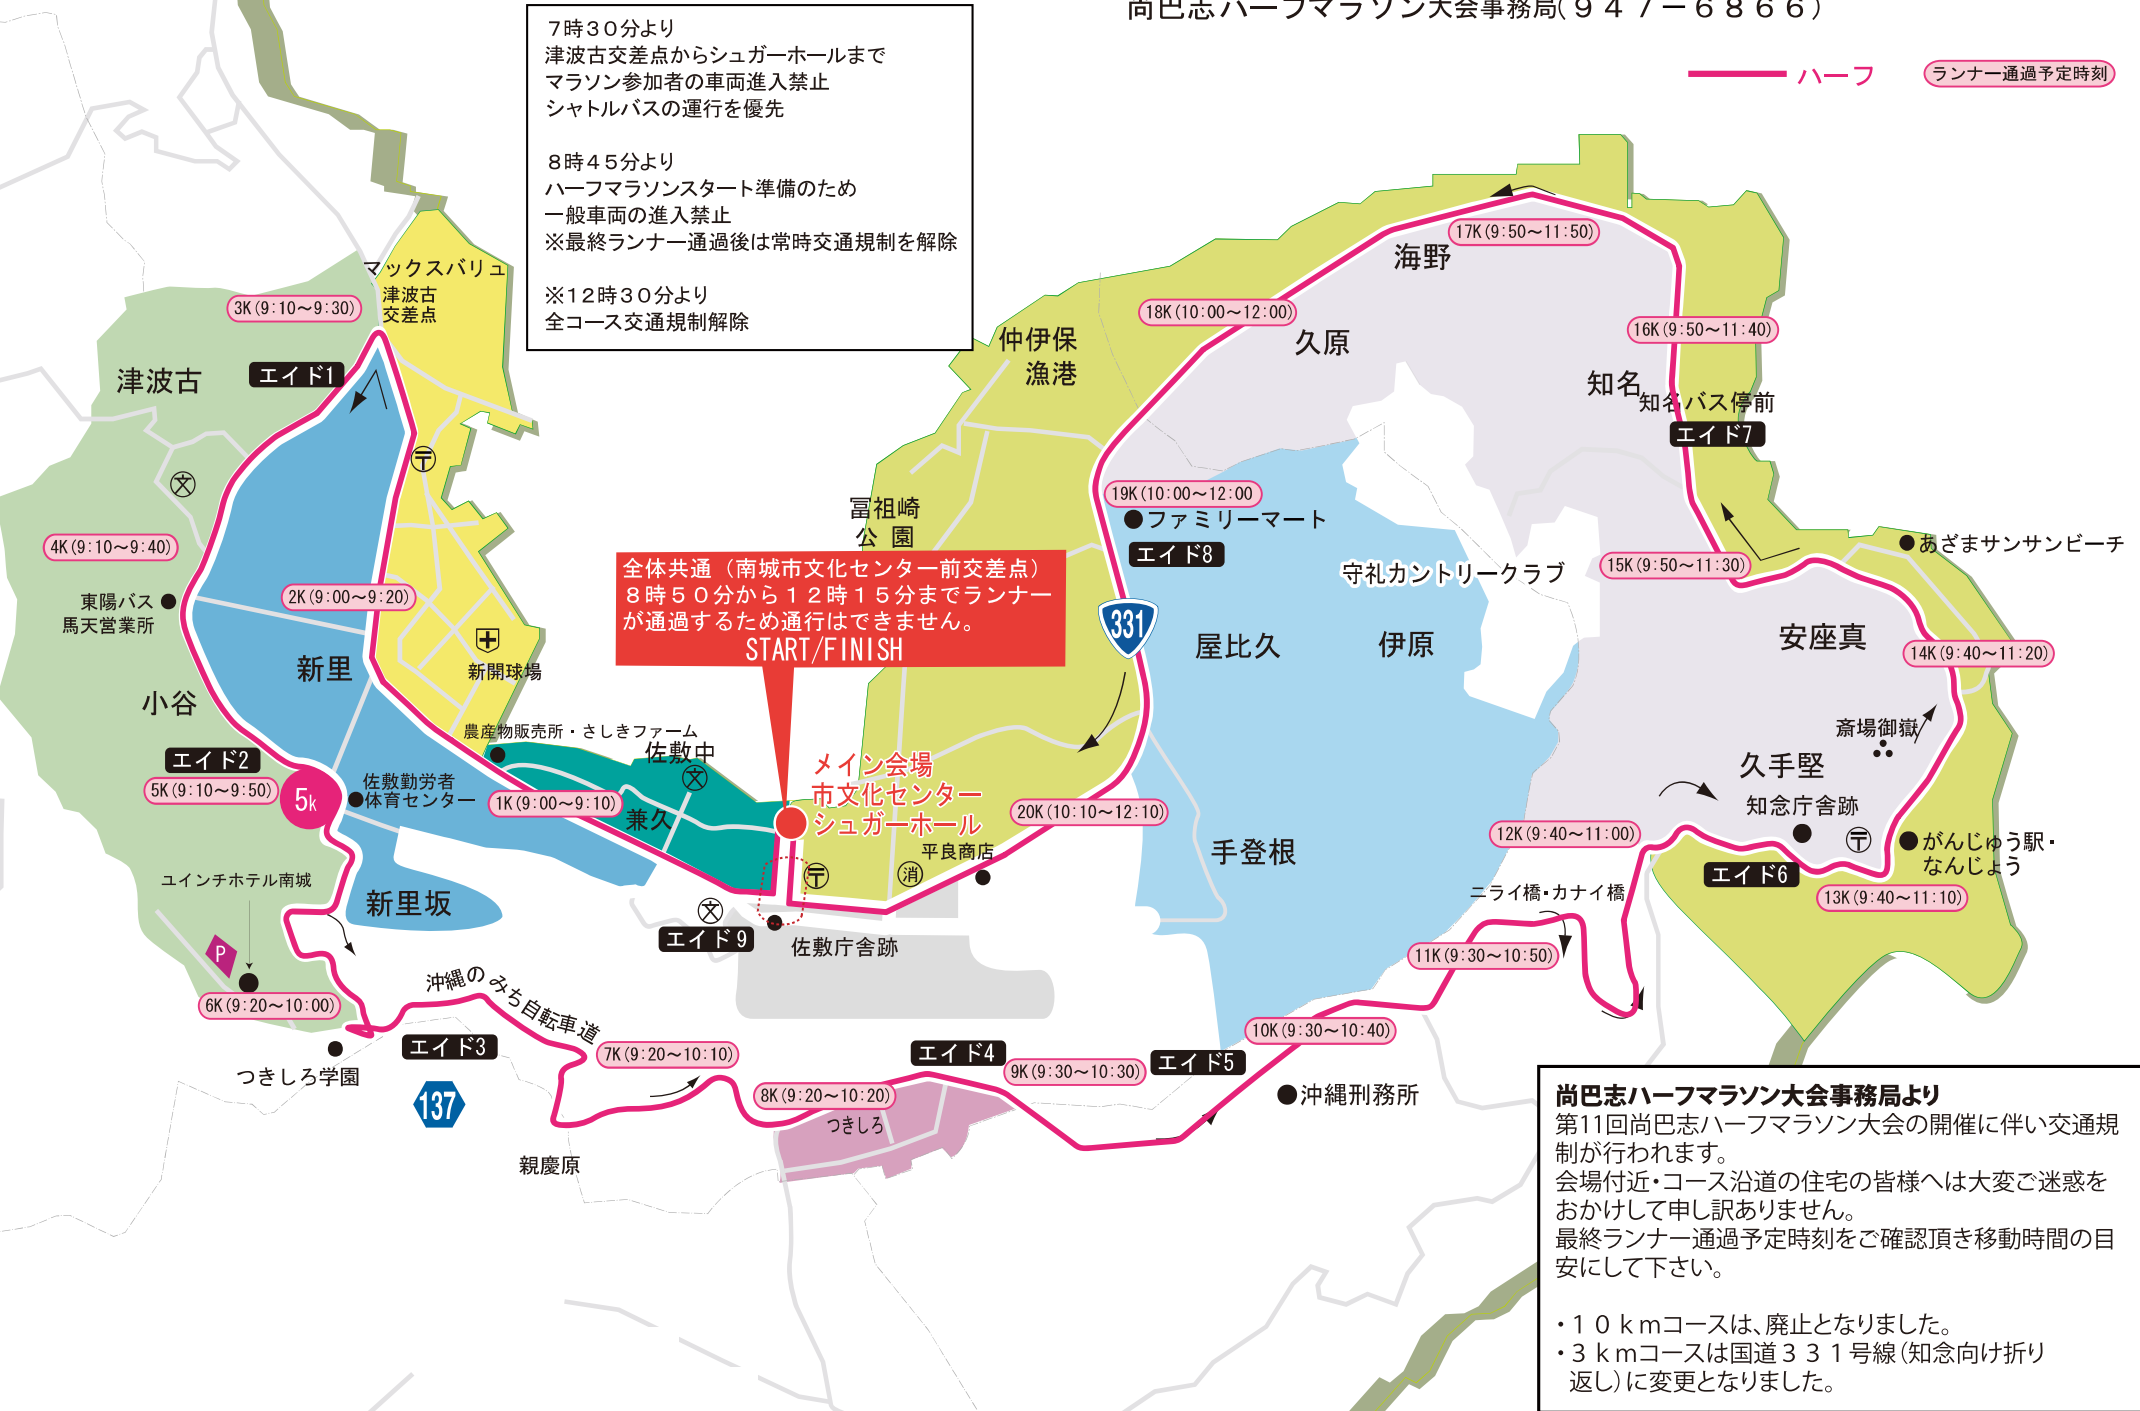 尚巴志ハーフマラソン大会事務局(９４７－６８６６)
ハーフ
ランナー通過予定時刻
７時３０分より
津波古交差点からシュガーホールまで
マラソン参加者の車両進入禁止
シャトルバスの運行を優先
８時４５分より
ハーフマラソンスタート準備のため
一般車両の進入禁止
※最終ランナー通過後は常時交通規制を解除
※１２時３０分より
全コース交通規制解除
マックスバリュ
津波古
交差点
3K(9:10～9:30)
エイド1
津波古
文
〒
4K(9:10～9:40)
東陽バス
馬天営業所
2K(9:00～9:20)
新里
新開球場
小谷
エイド2
5K(9:10～9:50)
5k
佐敷勤労者
体育センター
農産物販売所・さしきファーム
佐敷中
文
1K(9:00～9:10)
兼久
全体共通（南城市文化センター前交差点）
８時５０分から１２時１５分までランナー
が通過するため通行はできません。
START/FINISH
メイン会場
市文化センター
シュガーホール
平良商店
〒
消
文
エイド9
佐敷庁舎跡
ユインチホテル南城
新里坂
P
6K(9:20～10:00)
つきしろ学園
沖縄のみち自転車道
エイド3
137
7K(9:20～10:10)
親慶原
8K(9:20～10:20)
つきしろ
エイド4
9K(9:30～10:30)
エイド5
10K(9:30～10:40)
沖縄刑務所
11K(9:30～10:50)
ニライ橋・カナイ橋
12K(9:40～11:00)
エイド6
久手堅
知念庁舎跡
〒
斎場御嶽
がんじゅう駅・
なんじょう
13K(9:40～11:10)
14K(9:40～11:20)
安座真
あざまサンサンビーチ
15K(9:50～11:30)
知名
知名バス停前
エイド7
16K(9:50～11:40)
17K(9:50～11:50)
海野
18K(10:00～12:00)
久原
仲伊保
漁港
19K(10:00～12:00
ファミリーマート
エイド8
冨祖崎
公園
331
屋比久
伊原
守礼カントリークラブ
手登根
20K(10:10～12:10)
尚巴志ハーフマラソン大会事務局より
第11回尚巴志ハーフマラソン大会の開催に伴い交通規
制が行われます。
会場付近・コース沿道の住宅の皆様へは大変ご迷惑を
おかけして申し訳ありません。
最終ランナー通過予定時刻をご確認頂き移動時間の目
安にして下さい。
・１０ｋｍコースは、廃止となりました。
・３ｋｍコースは国道３３１号線(知念向け折り
返し)に変更となりました。